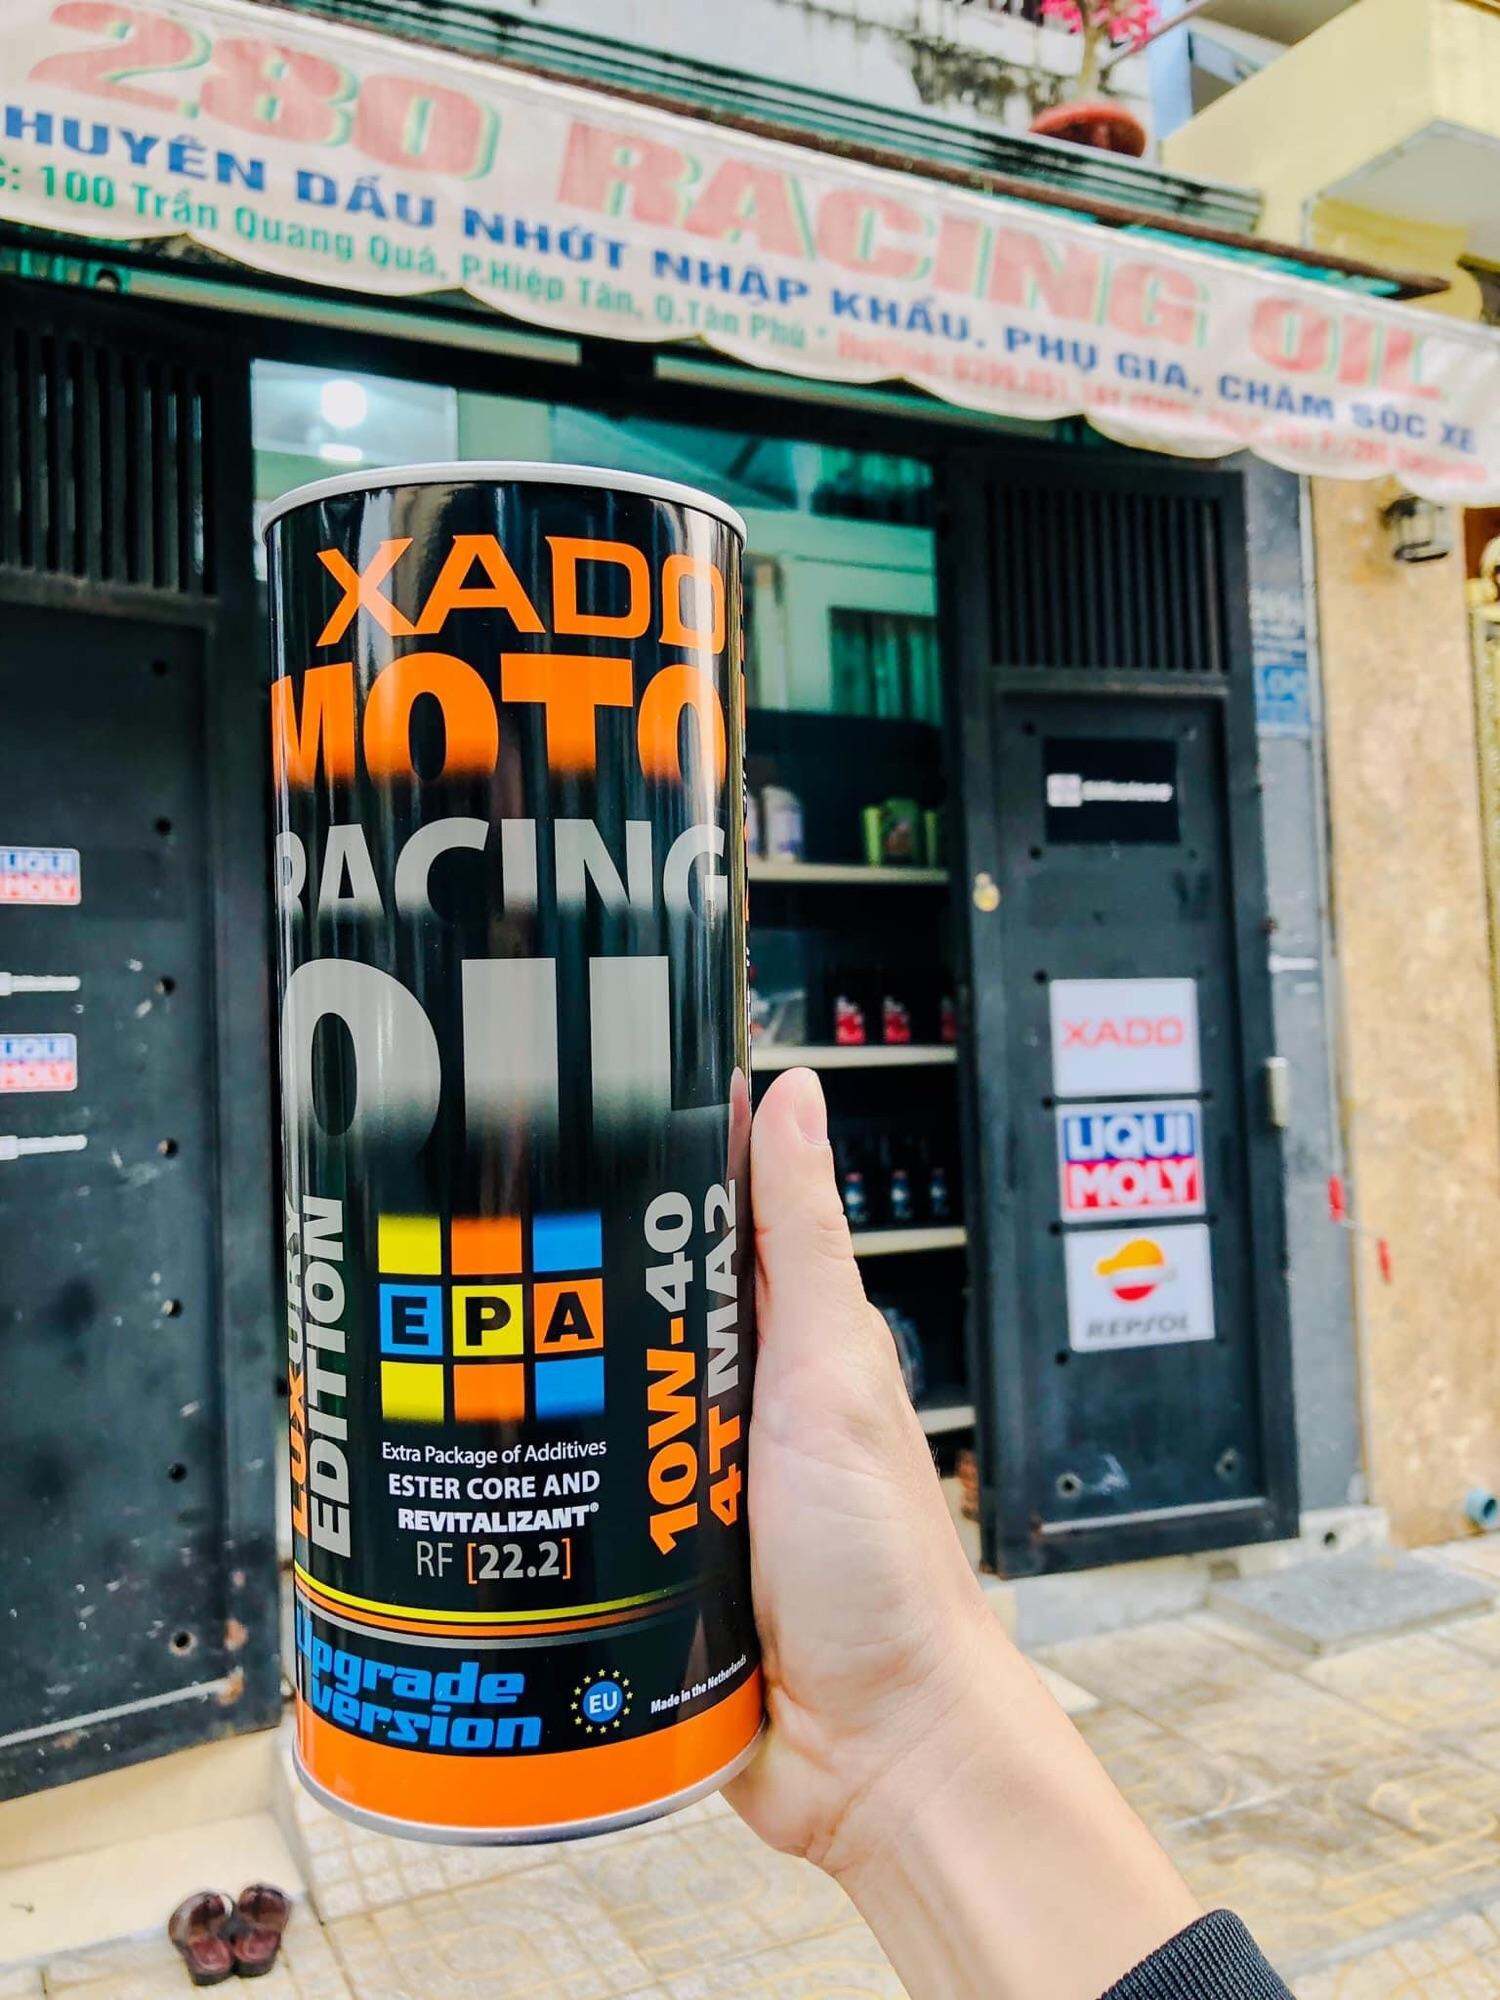 280 RACING OIL
HUYÊN DẦU NHỚT NHẬP KHẨU. PHỤ GIA. CHĂM SÓC XE
C: 100 Trần Quang Quá, P.Hiệp Tân, Q.Tân Phú
XADO
MOTO
RACING
OIL
LUXURY
EDITION
EPA
10W-40
4T MA2
Extra Package of Additives
ESTER CORE AND
REVITALIZANT®
RF [22.2]
Upgrade
version
EU
Made in the Netherlands
LIQUI
MOLY
LIQUI
MOLY
XADO
LIQUI
MOLY
REPSOL